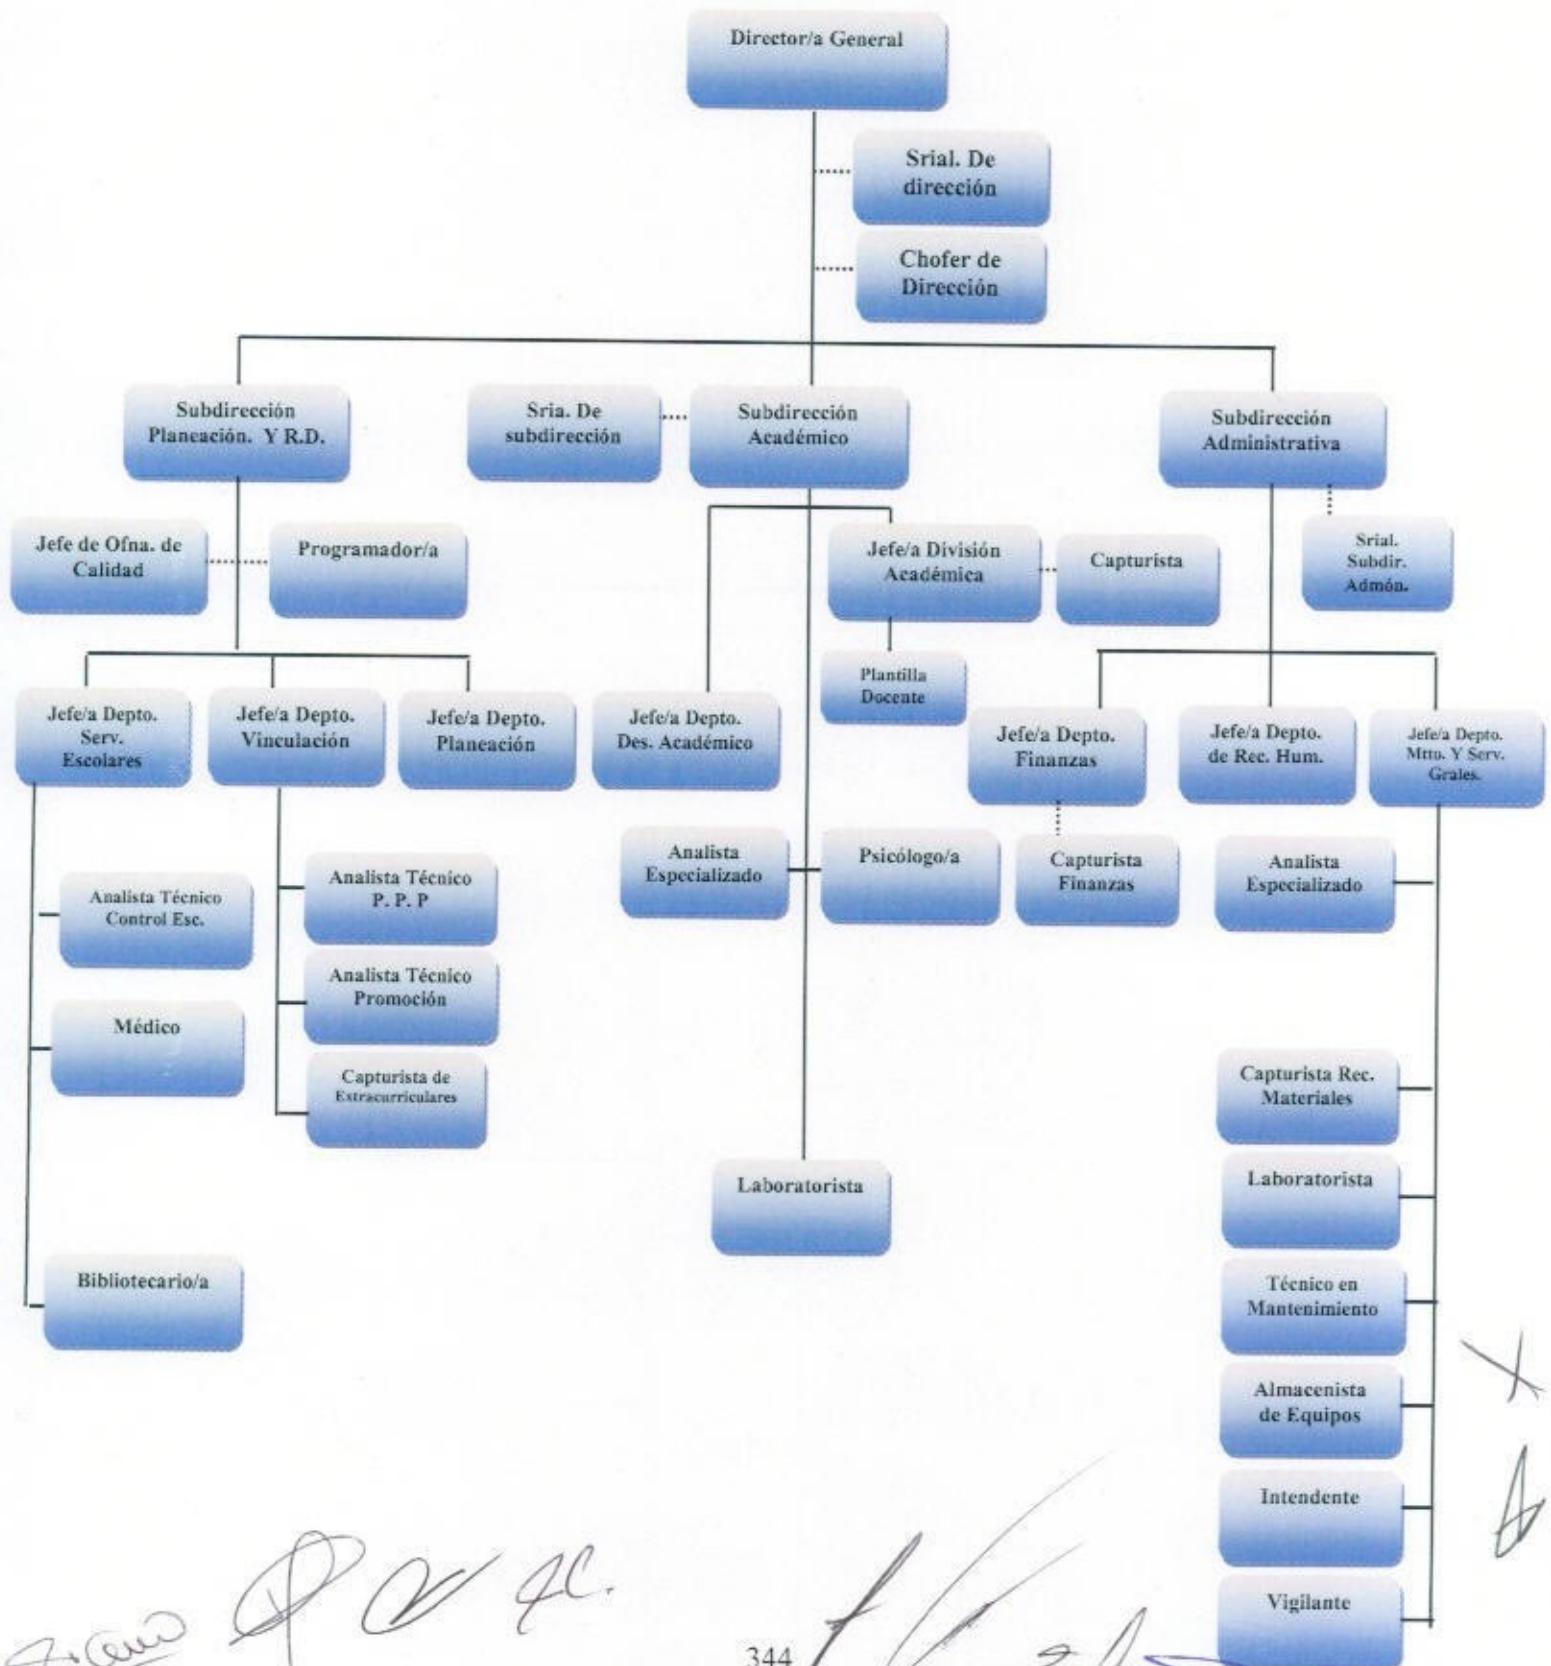 Director/a General
Srial. De
dirección
Chofer de
Dirección
Subdirección
Planeación. Y R.D.
Sria. De
subdirección
Subdirección
Académico
Subdirección
Administrativa
Jefe de Ofna. de
Calidad
Programador/a
Jefe/a División
Académica
Capturista
Srial.
Subdir.
Admón.
Plantilla
Docente
Jefe/a Depto.
Serv.
Escolares
Jefe/a Depto.
Vinculación
Jefe/a Depto.
Planeación
Jefe/a Depto.
Des. Académico
Jefe/a Depto.
Finanzas
Jefe/a Depto.
de Rec. Hum.
Jefe/a Depto.
Mtto. Y Serv.
Grales.
Analista Técnico
Control Esc.
Médico
Bibliotecario/a
Analista Técnico
P. P. P
Analista Técnico
Promoción
Capturista de
Extracurriculares
Analista
Especializado
Psicólogo/a
Laboratorista
Capturista
Finanzas
Analista
Especializado
Capturista Rec.
Materiales
Laboratorista
Técnico en
Mantenimiento
Almacenista
de Equipos
Intendente
Vigilante
344